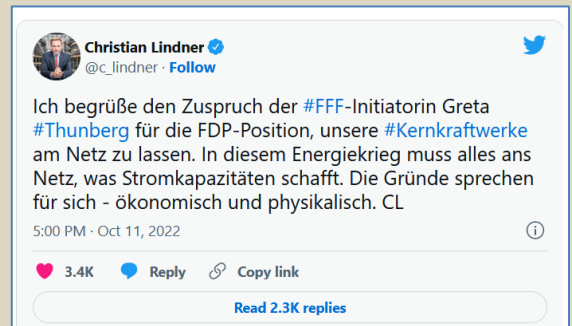 Christian Lindner
@c_lindner · Follow
Ich begrüße den Zuspruch der #FFF-Initiatorin Greta
#Thunberg für die FDP-Position, unsere #Kernkraftwerke
am Netz zu lassen. In diesem Energiekrieg muss alles ans
Netz, was Stromkapazitäten schafft. Die Gründe sprechen
für sich - ökonomisch und physikalisch. CL
5:00 PM · Oct 11, 2022
3.4K Reply Copy link
Read 2.3K replies